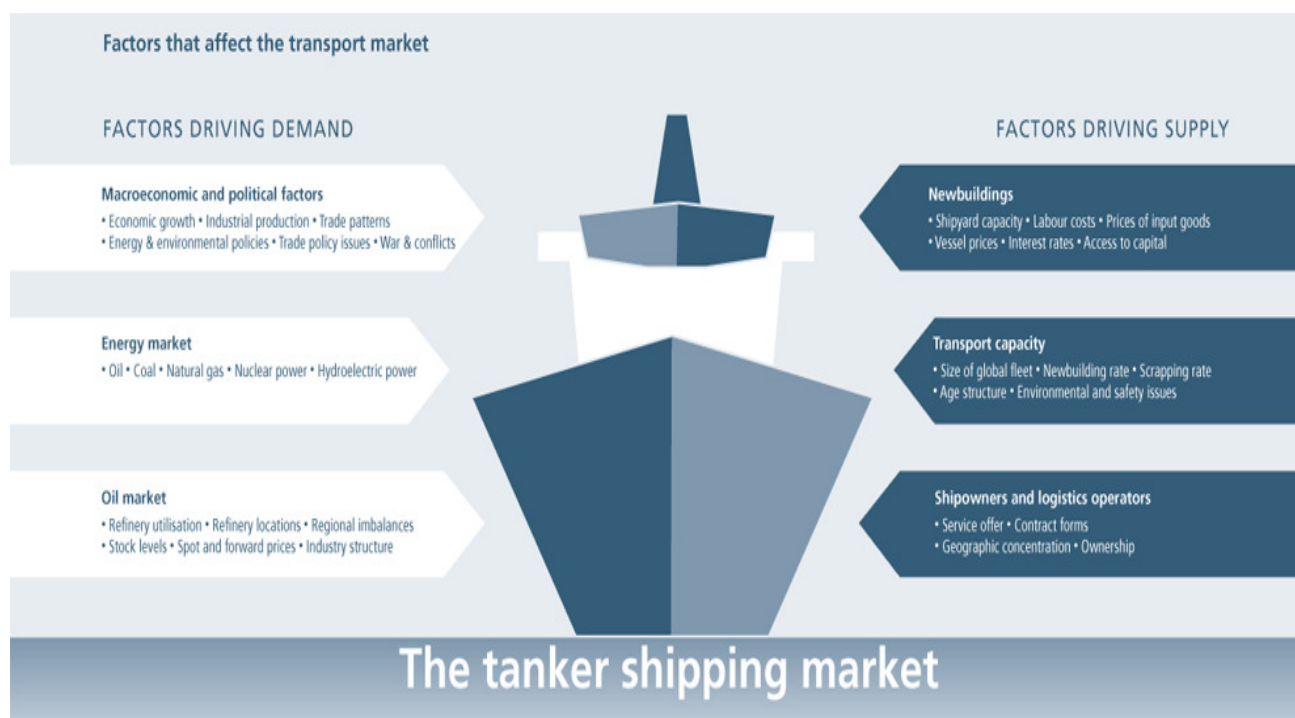 Factors that affect the transport market
FACTORS DRIVING DEMAND
Macroeconomic and political factors
• Economic growth • Industrial production • Trade patterns
• Energy & environmental policies • Trade policy issues • War & conflicts
Energy market
• Oil • Coal • Natural gas • Nuclear power • Hydroelectric power
Oil market
• Refinery utilisation • Refinery locations • Regional imbalances
• Stock levels • Spot and forward prices • Industry structure
FACTORS DRIVING SUPPLY
Newbuildings
• Shipyard capacity • Labour costs • Prices of input goods
• Vessel prices • Interest rates • Access to capital
Transport capacity
• Size of global fleet • Newbuilding rate • Scrapping rate
• Age structure • Environmental and safety issues
Shipowners and logistics operators
• Service offer • Contract forms
• Geographic concentration • Ownership
The tanker shipping market